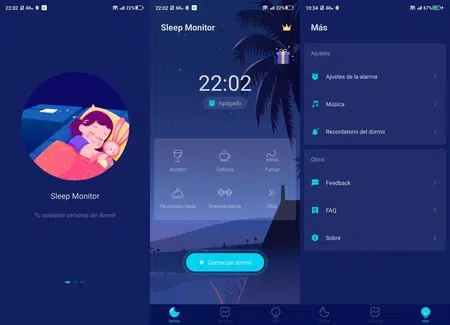 22:02
22%
Sleep Monitor
Tu asistente personal del dormir
22:02
22%
Sleep Monitor
22:02
Apagado
Alcohol
Cafeína
Fumar
He cenado tarde
Entrenamiento
Más
Comenzar dormir
10:34
67%
Más
Ajustes
Ajustes de la alarma
Música
Recordatorio del dormir
Otros
Feedback
FAQ
Sobre